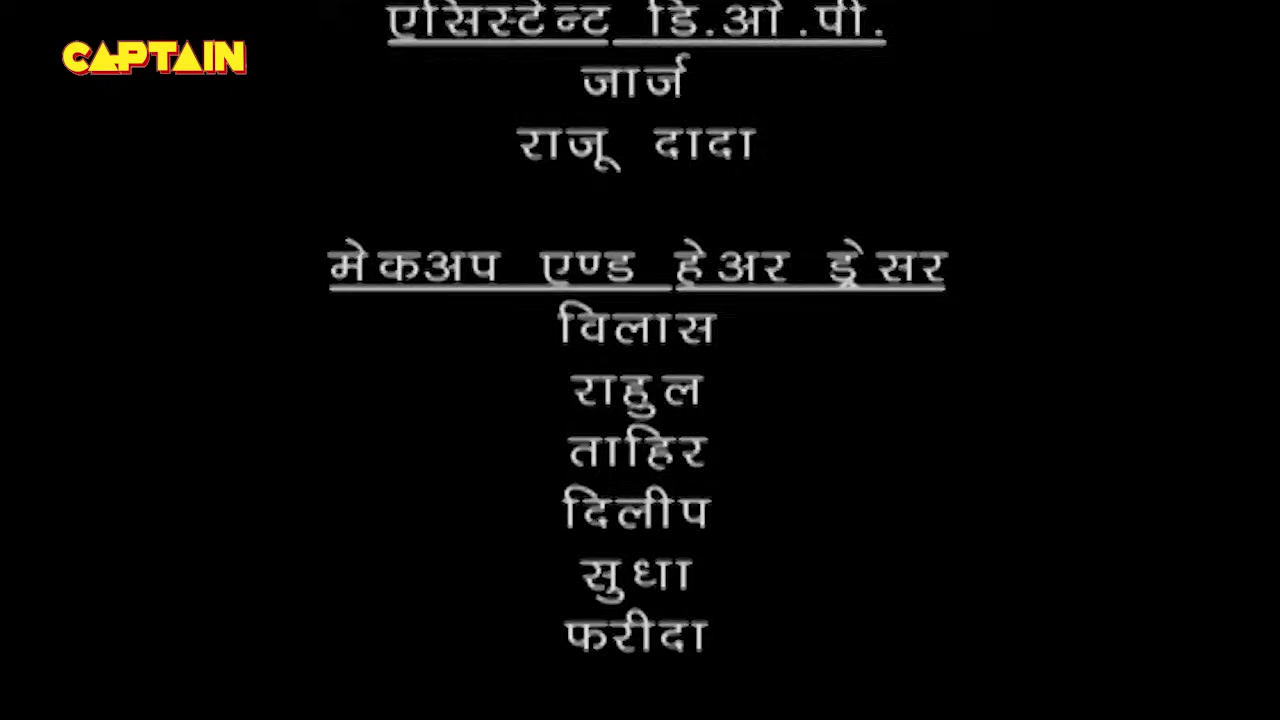 CAPTAIN
एसिस्टेन्ट डि.ओ.पी.
जार्ज
राजू दादा
मेकअप एण्ड हेअर ड्रेसर
विलास
राहुल
ताहिर
दिलीप
सुधा
फरीदा